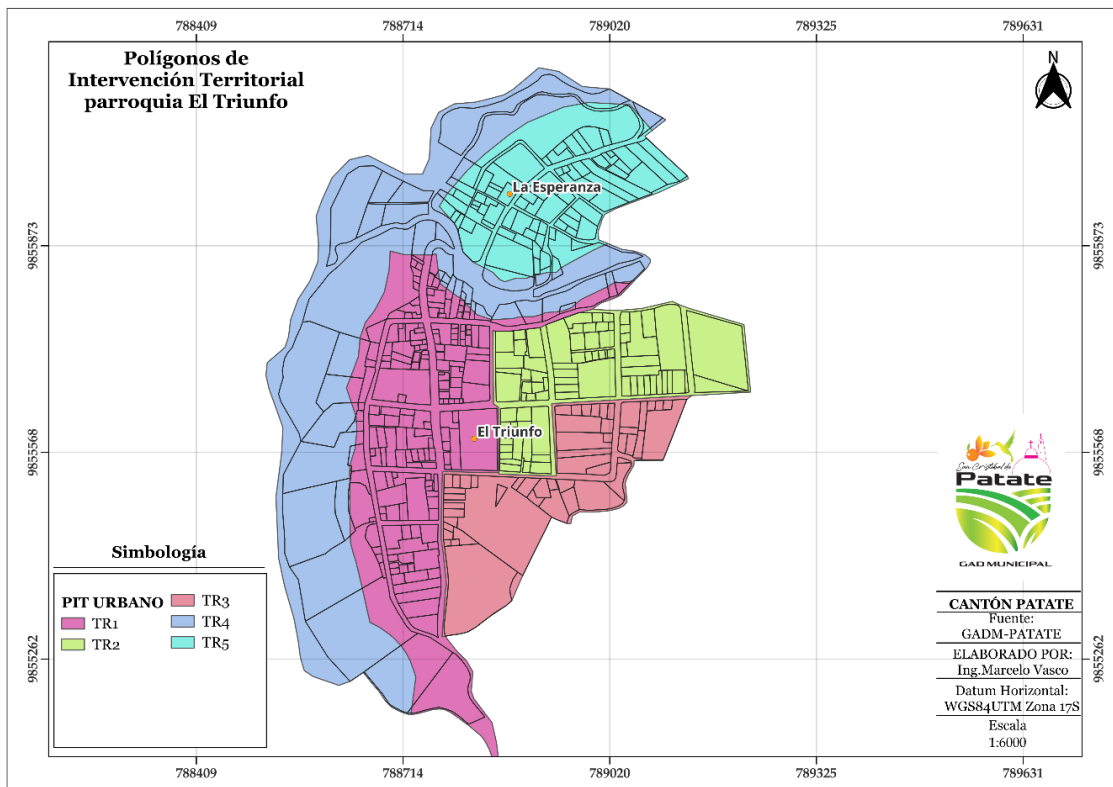 788409 788714 789020 789325 789631
Polígonos de
Intervención Territorial
parroquia El Triunfo
N
La Esperanza
9855873 9855873
El Triunfo
9855568 9855568
San Cristóbal de
Patate
GAD MUNICIPAL
Simbología
PIT URBANO
TR1
TR2
TR3
TR4
TR5
CANTÓN PATATE
Fuente:
GADM-PATATE
ELABORADO POR:
Ing.Marcelo Vasco
Datum Horizontal:
WGS84UTM Zona 17S
Escala
1:6000
9855262 9855262
788409 788714 789020 789325 789631